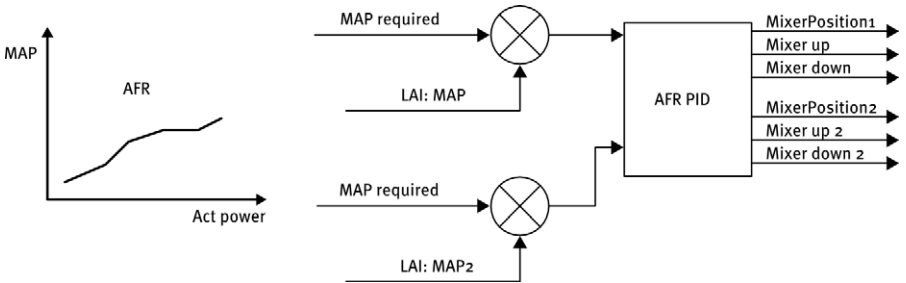 MAP
AFR
Act power
MAP required
LAI: MAP
MAP required
LAI: MAP2
AFR PID
MixerPosition1
Mixer up
Mixer down
MixerPosition2
Mixer up 2
Mixer down 2